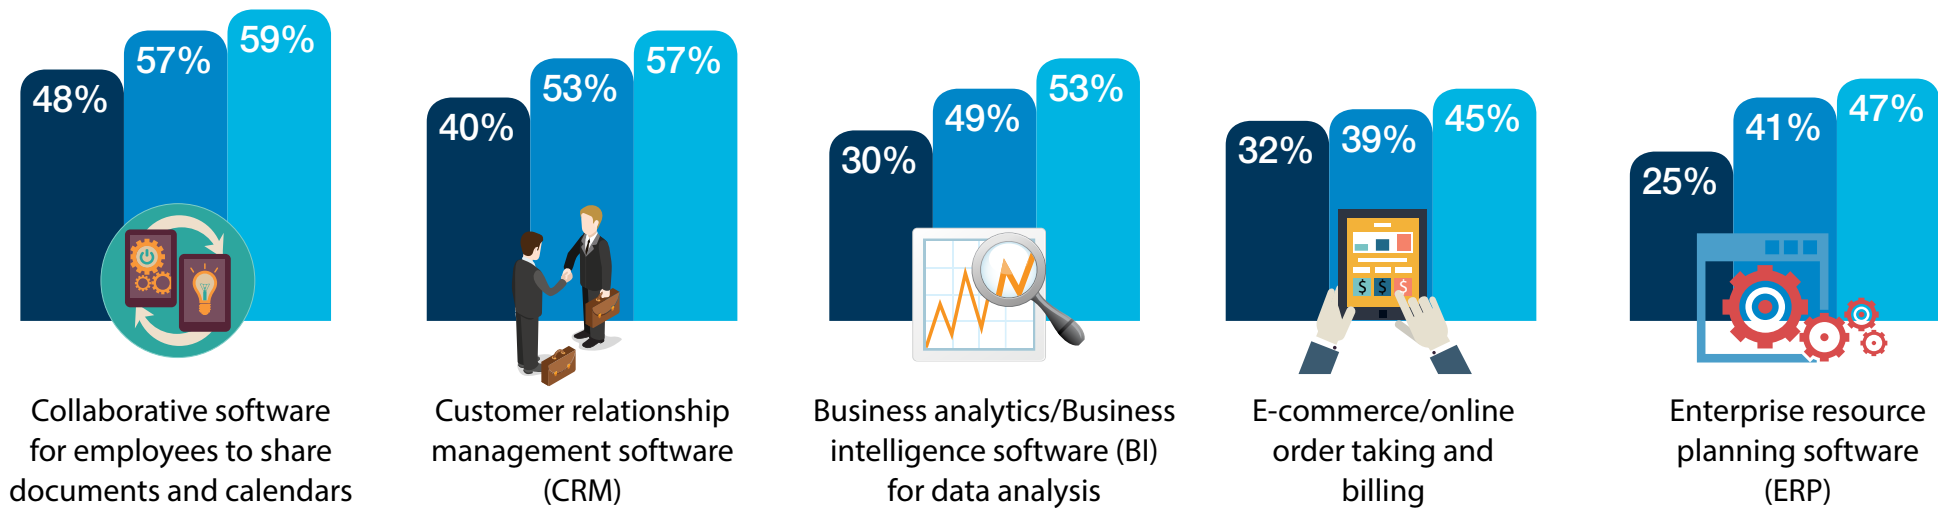 48%
57%
59%
40%
53%
57%
30%
49%
53%
32%
39%
45%
25%
41%
47%
$ $ $
Collaborative software
for employees to share
documents and calendars
Customer relationship
management software
(CRM)
Business analytics/Business
intelligence software (BI)
for data analysis
E-commerce/online
order taking and
billing
Enterprise resource
planning software
(ERP)